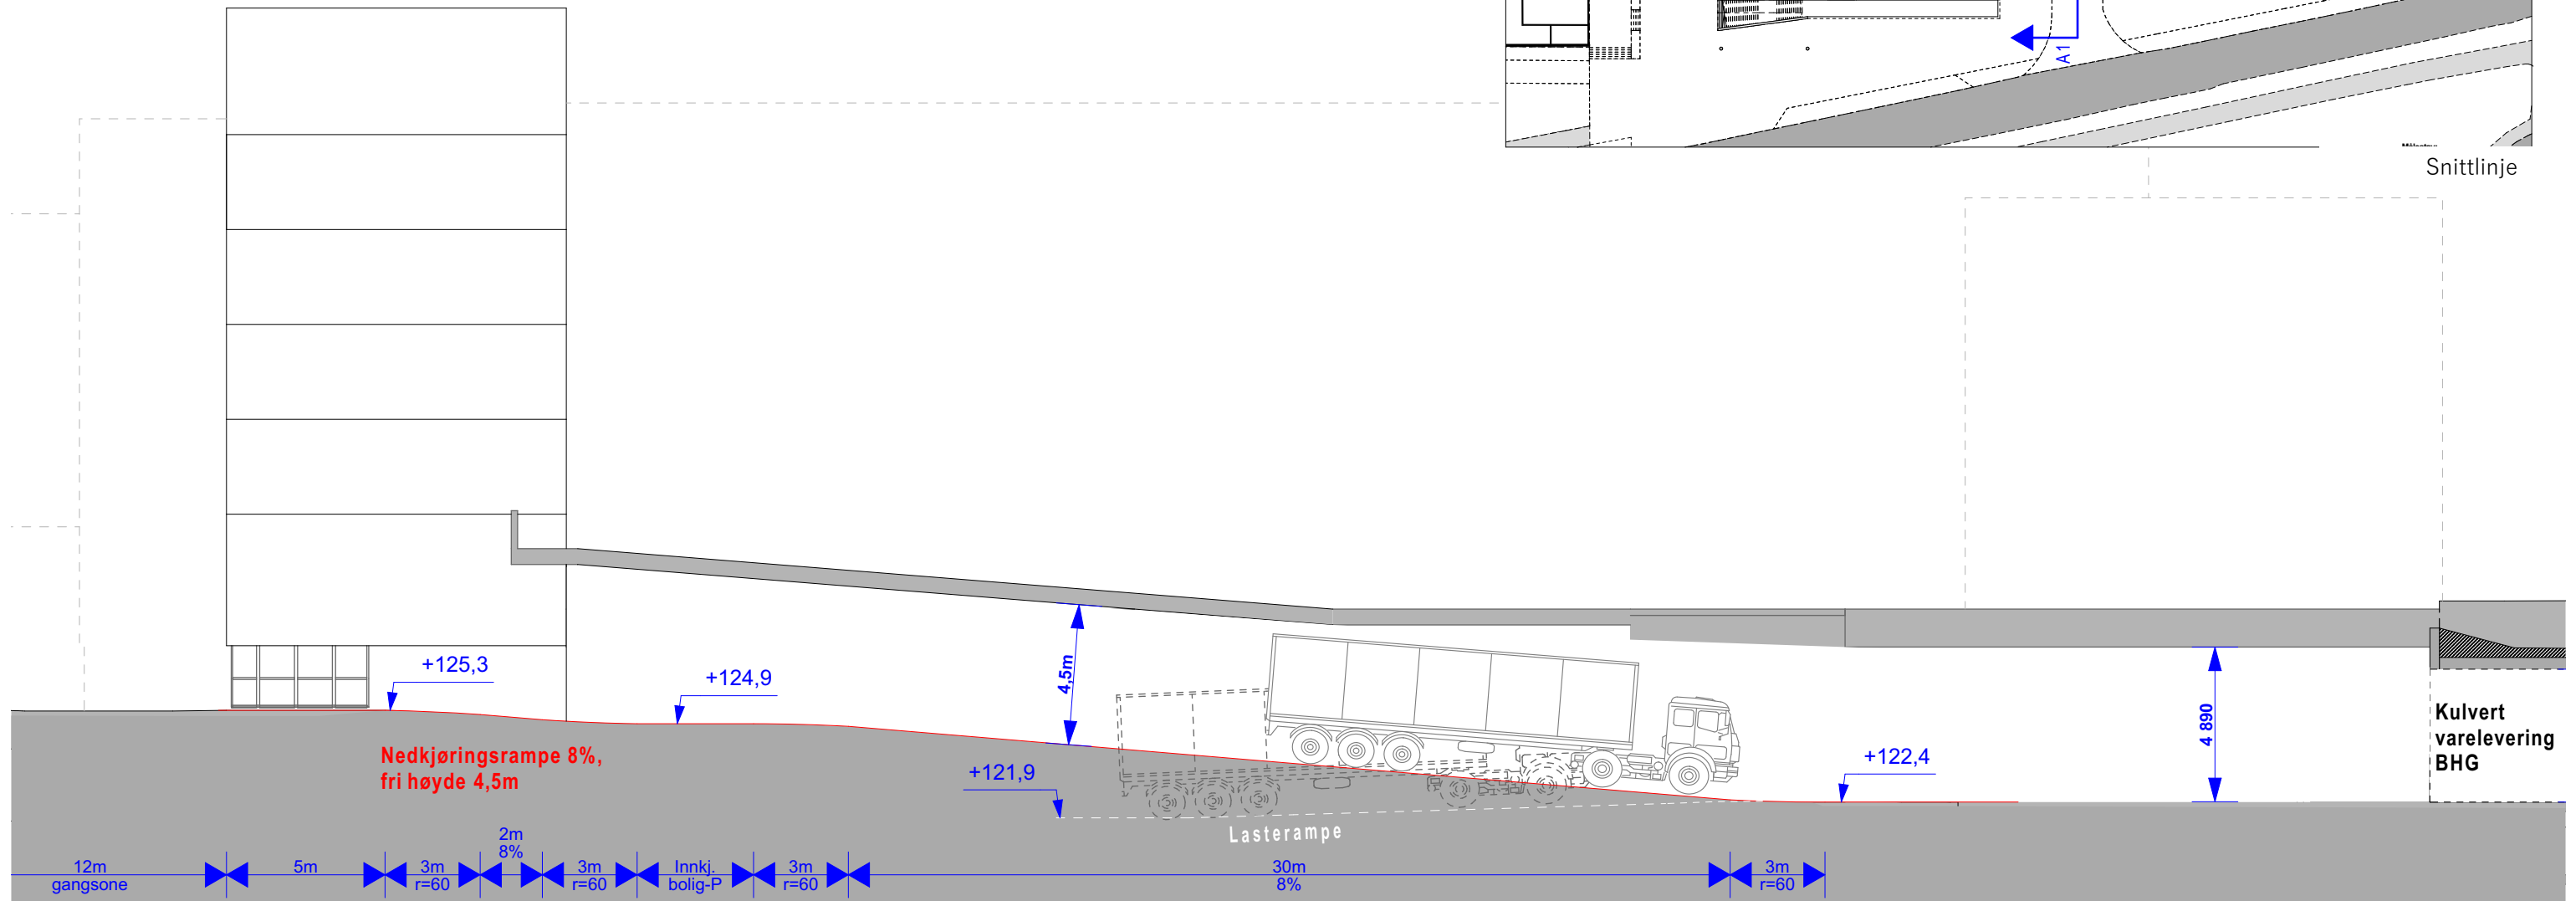 A1
Snittlinje
+125,3
+124,9
4,5m
+121,9
+122,4
4 890
Kulvert
varelevering
BHG
Nedkjøringsrampe 8%,
fri høyde 4,5m
Lasterampe
12m
gangsone
5m
3m
r=60
2m
8%
3m
r=60
Innkj.
bolig-P
3m
r=60
30m
8%
3m
r=60